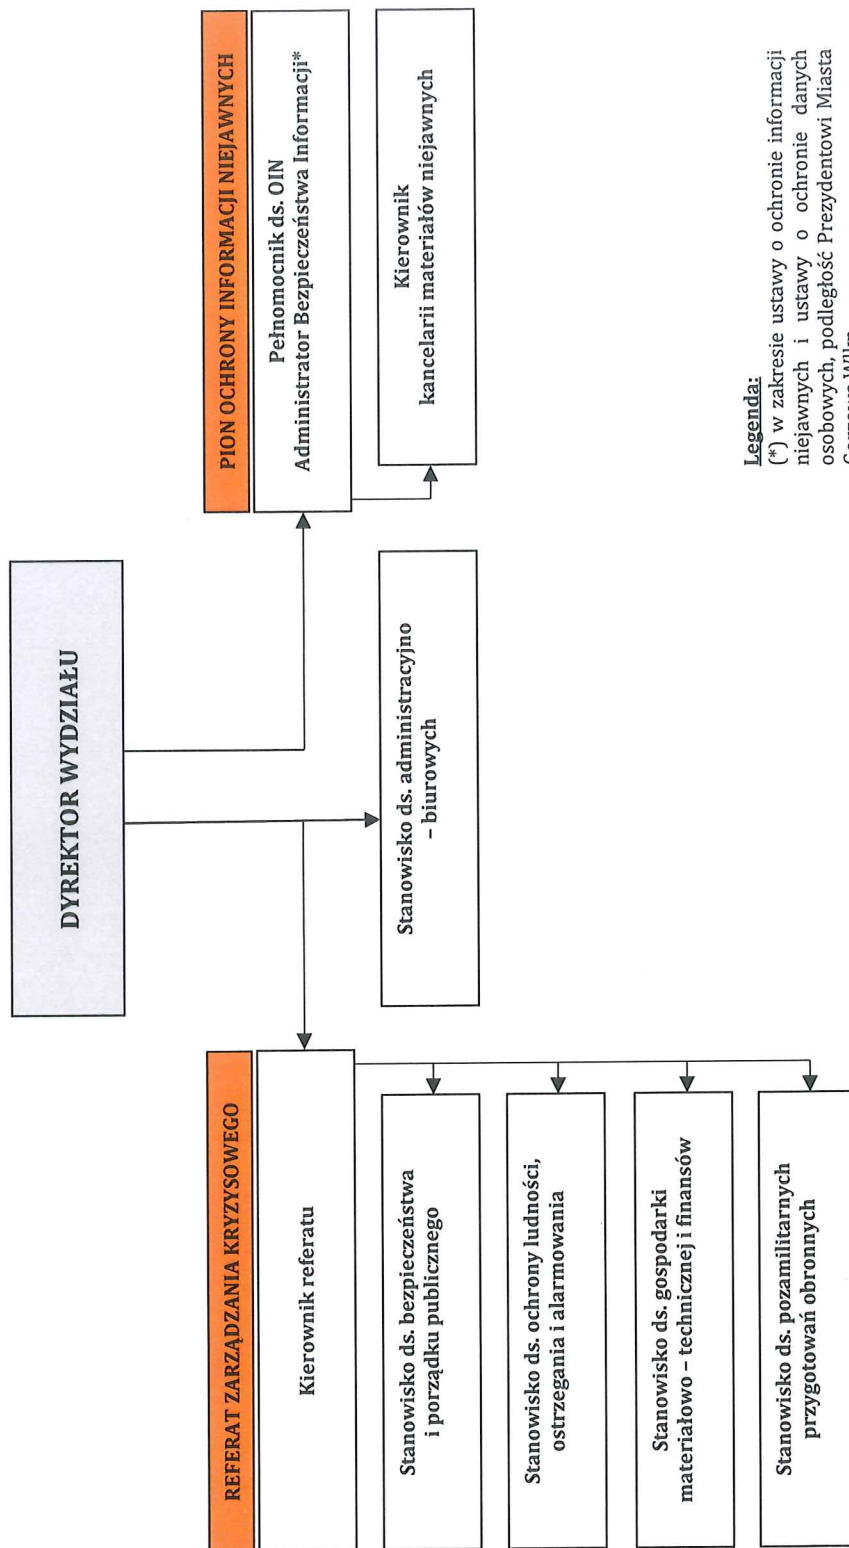 DYREKTOR WYDZIAŁU
REFERAT ZARZĄDZANIA KRYZYSOWEGO
Kierownik referatu
Stanowisko ds. bezpieczeństwa
i porządku publicznego
Stanowisko ds. ochrony ludności,
ostrzegania i alarmowania
Stanowisko ds. gospodarki
materiałowo – technicznej i finansów
Stanowisko ds. pozamilitarnych
przygotowań obronnych
Stanowisko ds. administracyjno
– biurowych
PION OCHRONY INFORMACJI NIEJAWNYCH
Pełnomocnik ds. OIN
Administrator Bezpieczeństwa Informacji*
Kierownik
kancelarii materiałów niejawnych
Legenda:
(*) w zakresie ustawy o ochronie informacji
niejawnych i ustawy o ochronie danych
osobowych, podległość Prezydentowi Miasta